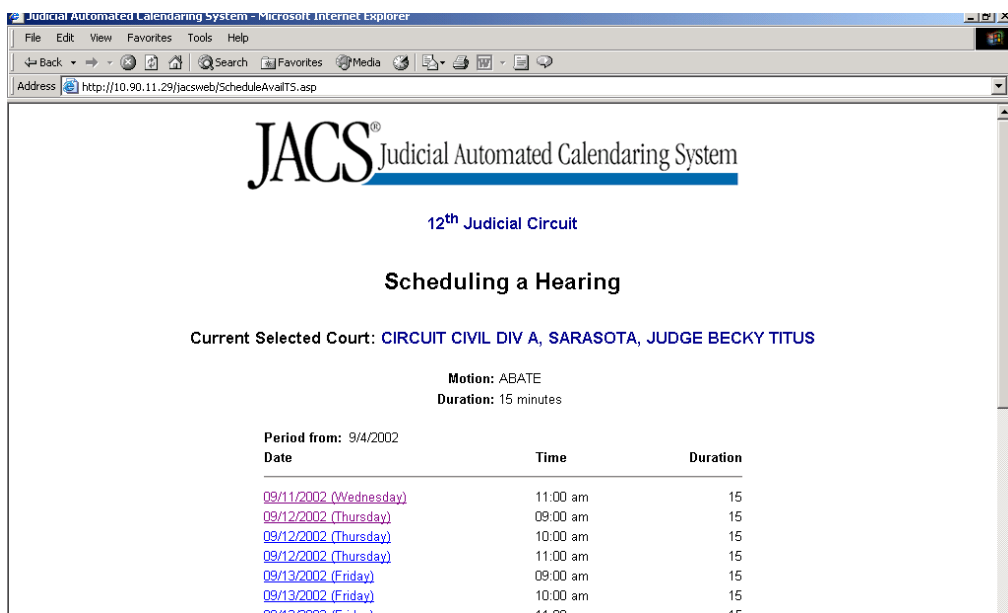 Judicial Automated Calendaring System - Microsoft Internet Explorer
File Edit View Favorites Tools Help
Back Search Favorites Media
Address http://10.90.11.29/jacsweb/ScheduleAvailTS.asp
JACS® Judicial Automated Calendaring System
12th Judicial Circuit
Scheduling a Hearing
Current Selected Court: CIRCUIT CIVIL DIV A, SARASOTA, JUDGE BECKY TITUS
Motion: ABATE
Duration: 15 minutes
Period from: 9/4/2002
Date Time Duration
09/11/2002 (Wednesday) 11:00 am 15
09/12/2002 (Thursday) 09:00 am 15
09/12/2002 (Thursday) 10:00 am 15
09/12/2002 (Thursday) 11:00 am 15
09/13/2002 (Friday) 09:00 am 15
09/13/2002 (Friday) 10:00 am 15